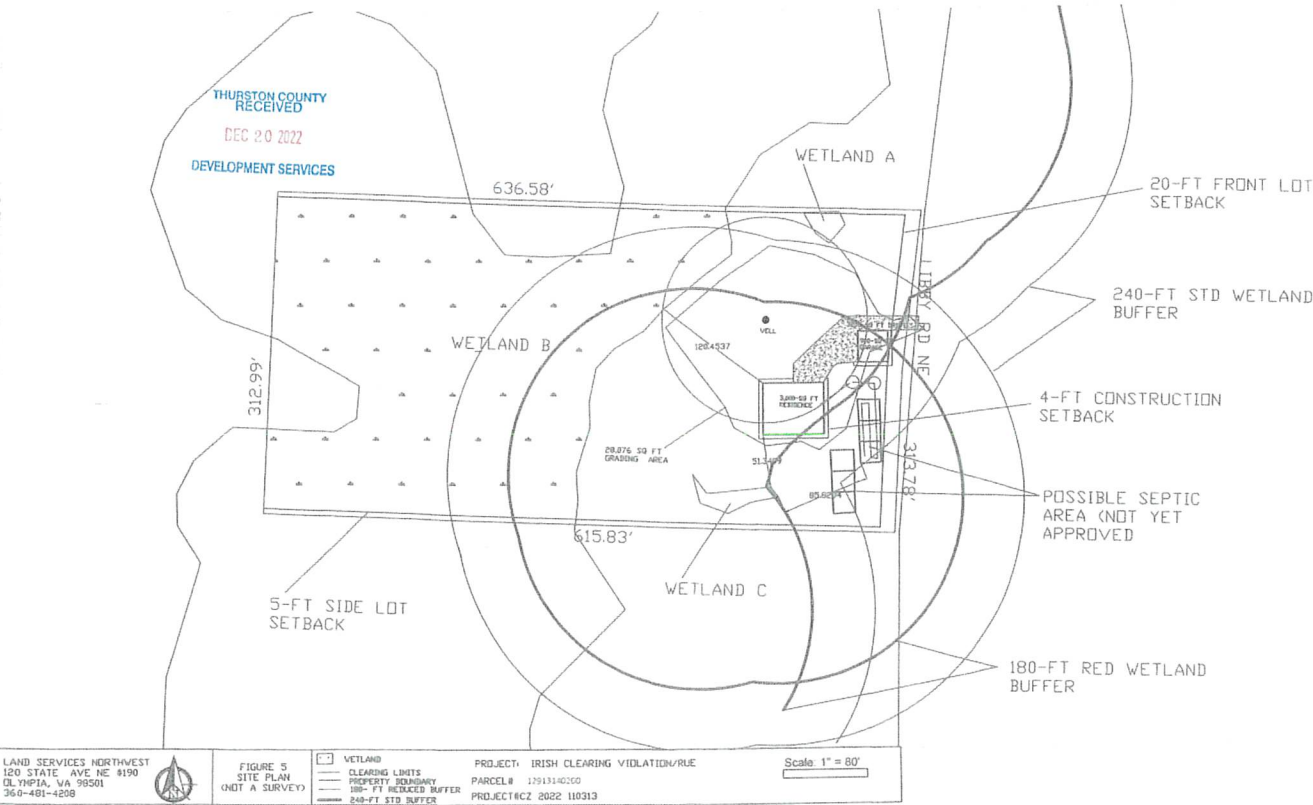 THURSTON COUNTY
RECEIVED
DEC 20 2022
DEVELOPMENT SERVICES
WETLAND A
20-FT FRONT LOT
SETBACK
636.58'
LIBBY RD NE
240-FT STD WETLAND
BUFFER
WELL
WETLAND B
120.4537
312.99'
3,000-SQ FT
RESIDENCE
4-FT CONSTRUCTION
SETBACK
20,076 SQ FT
GRADING AREA
313.78'
POSSIBLE SEPTIC
AREA (NOT YET
APPROVED
615.83'
WETLAND C
5-FT SIDE LOT
SETBACK
180-FT RED WETLAND
BUFFER
LAND SERVICES NORTHWEST
120 STATE AVE NE #190
OLYMPIA, WA 98501
360-481-4208
FIGURE 5
SITE PLAN
(NOT A SURVEY)
WETLAND
CLEARING LIMITS
PROPERTY BOUNDARY
180- FT REDUCED BUFFER
240-FT STD BUFFER
PROJECT: IRISH CLEARING VIOLATION/RUE
PARCEL# 12913140200
PROJECT#CZ 2022 110313
Scale: 1" = 80'